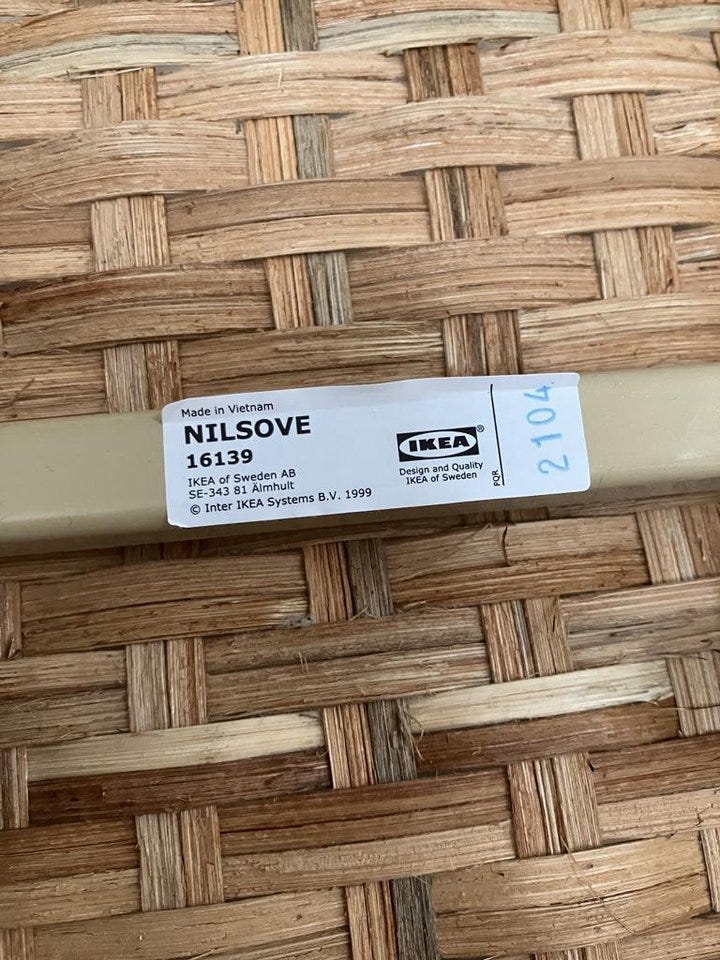 Made in Vietnam
NILSOVE
16139
IKEA of Sweden AB
SE-343 81 Älmhult
© Inter IKEA Systems B.V. 1999
IKEA®
Design and Quality
IKEA of Sweden
PQR
2104